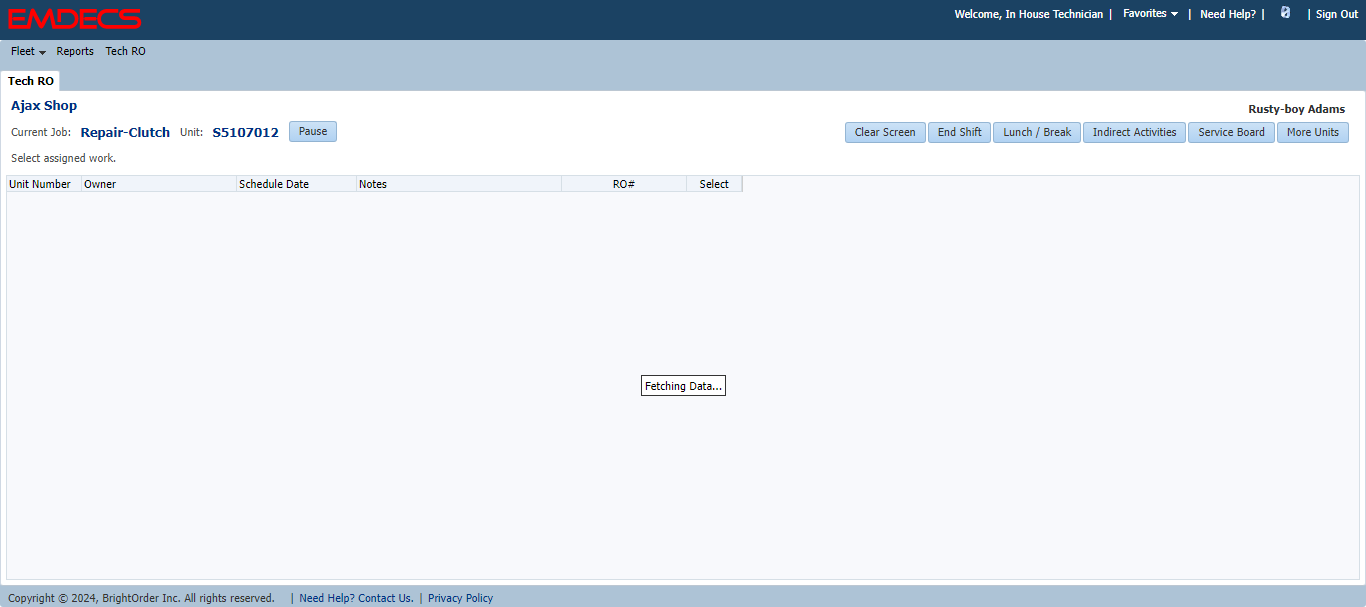 EMDECS
Welcome, In House Technician | Favorites | Need Help? | | Sign Out
Fleet Reports Tech RO
Tech RO
Ajax Shop
Rusty-boy Adams
Current Job: Repair-Clutch Unit: S5107012 Pause
Clear Screen End Shift Lunch / Break Indirect Activities Service Board More Units
Select assigned work.
Unit Number Owner Schedule Date Notes RO# Select
Fetching Data...
Copyright © 2024, BrightOrder Inc. All rights reserved. | Need Help? Contact Us. | Privacy Policy